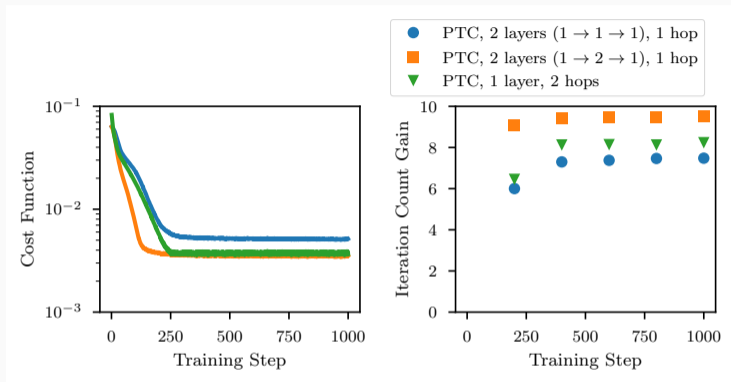 PTC, 2 layers (1 → 1 → 1), 1 hop
PTC, 2 layers (1 → 2 → 1), 1 hop
PTC, 1 layer, 2 hops
10⁻¹
10⁻²
10⁻³
Cost Function
0 250 500 750 1000
Training Step
10
8
6
4
2
0
Iteration Count Gain
0 250 500 750 1000
Training Step